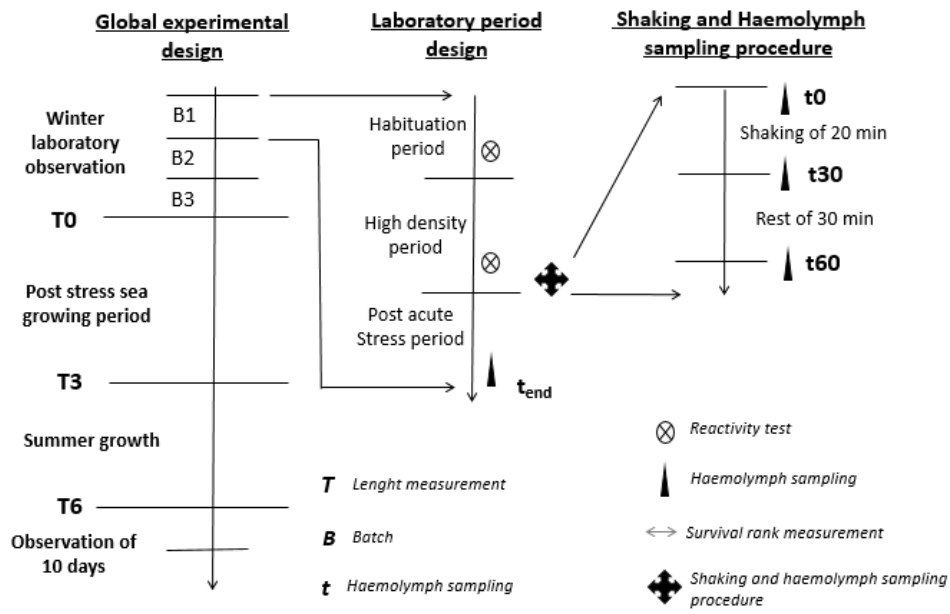 Global experimental
design
Laboratory period
design
Shaking and Haemolymph
sampling procedure
Winter
laboratory
observation
B1
B2
B3
T0
Post stress sea
growing period
T3
Summer growth
T6
Observation of
10 days
Habituation
period
High density
period
Post acute
Stress period
tend
t0
Shaking of 20 min
t30
Rest of 30 min
t60
T Lenght measurement
B Batch
t Haemolymph sampling
Reactivity test
Haemolymph sampling
Survival rank measurement
Shaking and haemolymph sampling
procedure